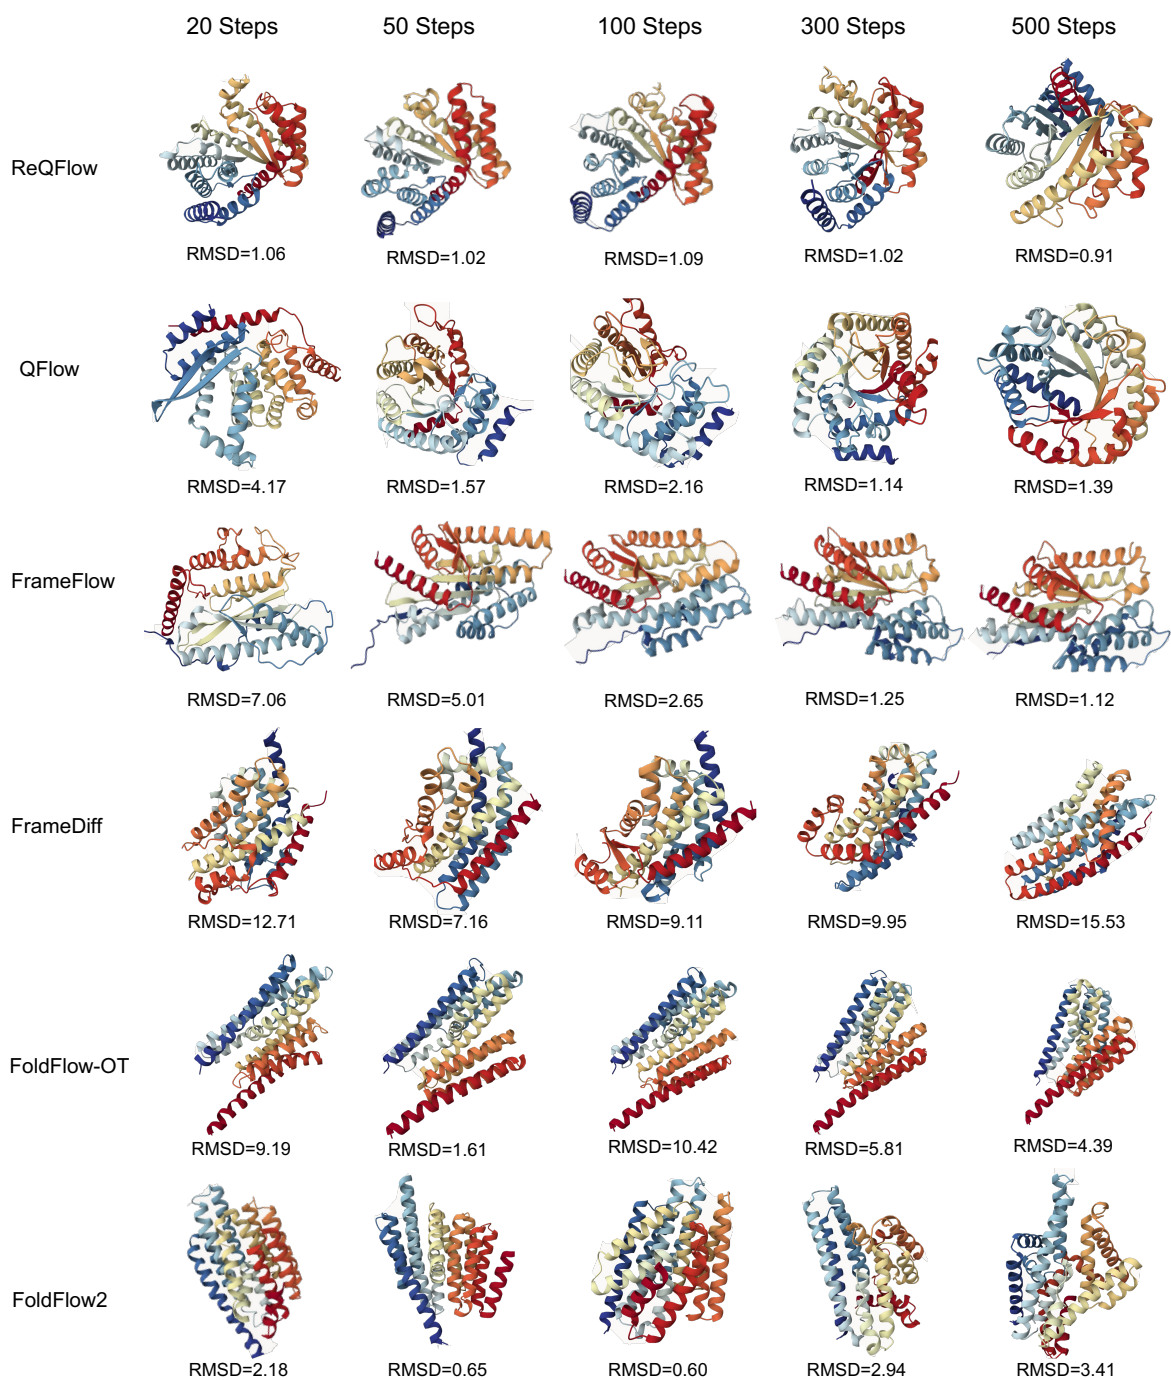 20 Steps 50 Steps 100 Steps 300 Steps 500 Steps
ReQFlow
RMSD=1.06 RMSD=1.02 RMSD=1.09 RMSD=1.02 RMSD=0.91
QFlow
RMSD=4.17 RMSD=1.57 RMSD=2.16 RMSD=1.14 RMSD=1.39
FrameFlow
RMSD=7.06 RMSD=5.01 RMSD=2.65 RMSD=1.25 RMSD=1.12
FrameDiff
RMSD=12.71 RMSD=7.16 RMSD=9.11 RMSD=9.95 RMSD=15.53
FoldFlow-OT
RMSD=9.19 RMSD=1.61 RMSD=10.42 RMSD=5.81 RMSD=4.39
FoldFlow2
RMSD=2.18 RMSD=0.65 RMSD=0.60 RMSD=2.94 RMSD=3.41